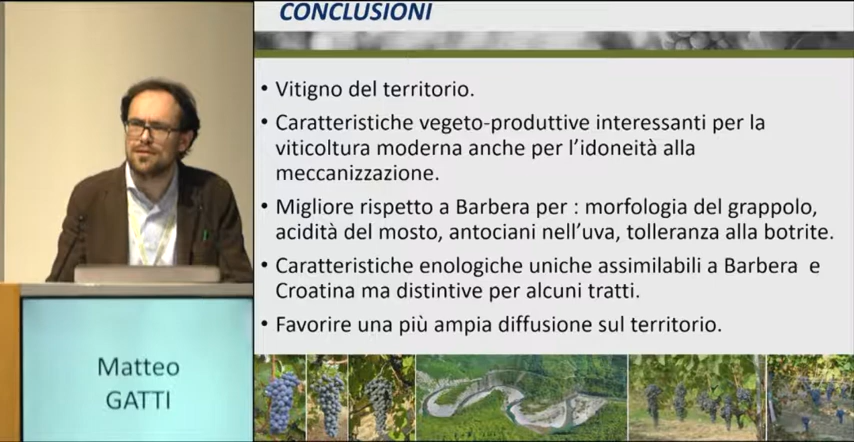 CONCLUSIONI
• Vitigno del territorio.
• Caratteristiche vegeto-produttive interessanti per la
viticoltura moderna anche per l'idoneità alla
meccanizzazione.
• Migliore rispetto a Barbera per : morfologia del grappolo,
acidità del mosto, antociani nell'uva, tolleranza alla botrite.
• Caratteristiche enologiche uniche assimilabili a Barbera e
Croatina ma distintive per alcuni tratti.
• Favorire una più ampia diffusione sul territorio.
Matteo
GATTI